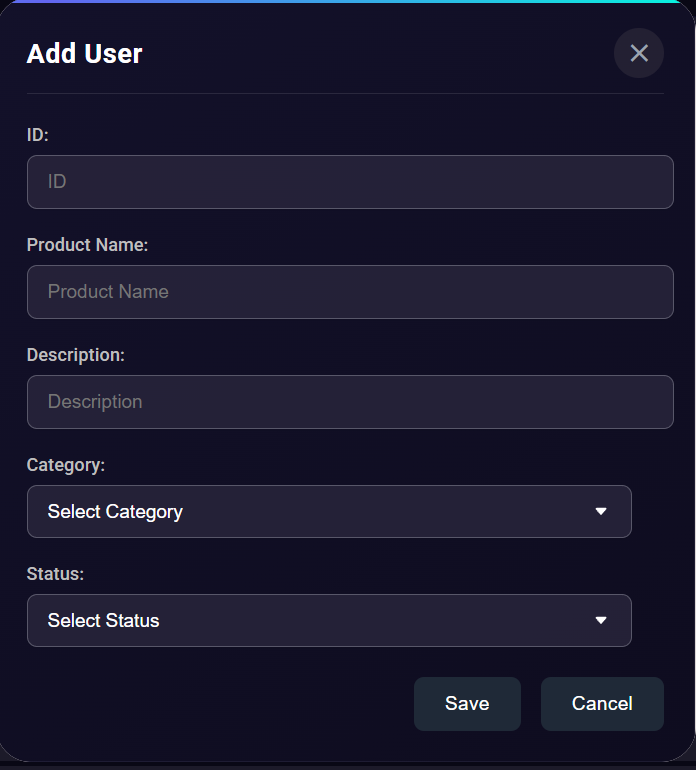 Add User
ID:
ID
Product Name:
Product Name
Description:
Description
Category:
Select Category
Status:
Select Status
Save Cancel